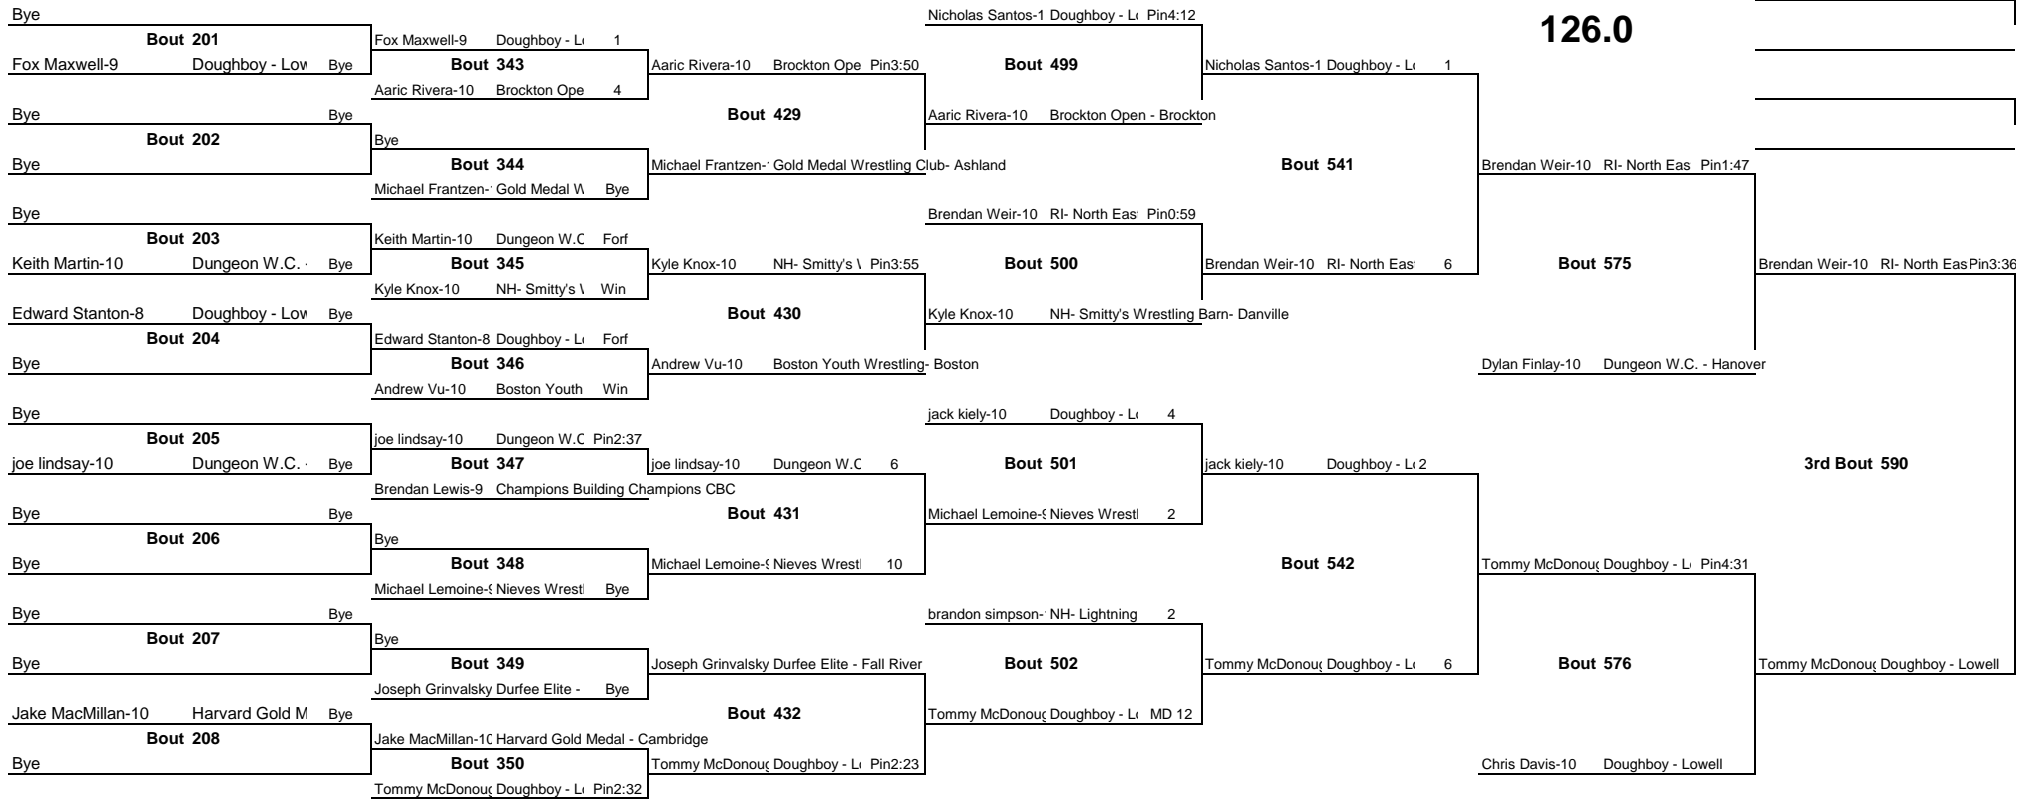 Bye
Nicholas Santos-1 Doughboy - Lo Pin4:12
126.0
Bout 201
Fox Maxwell-9 Doughboy - L 1
Fox Maxwell-9 Doughboy - Low Bye
Bout 343
Aaric Rivera-10 Brockton Ope Pin3:50
Bout 499
Nicholas Santos-1 Doughboy - L 1
Aaric Rivera-10 Brockton Ope 4
Bye Bye
Bout 429
Aaric Rivera-10 Brockton Open - Brockton
Bout 202
Bye
Bye
Bout 344
Michael Frantzen- Gold Medal Wrestling Club- Ashland
Bout 541
Brendan Weir-10 RI- North Eas Pin1:47
Michael Frantzen- Gold Medal W Bye
Bye
Brendan Weir-10 RI- North Eas Pin0:59
Bout 203
Keith Martin-10 Dungeon W.C Forf
Keith Martin-10 Dungeon W.C. - Bye
Bout 345
Kyle Knox-10 NH- Smitty's Pin3:55
Bout 500
Brendan Weir-10 RI- North Eas 6
Bout 575
Brendan Weir-10 RI- North Eas Pin3:36
Kyle Knox-10 NH- Smitty's Win
Edward Stanton-8 Doughboy - Low Bye
Bout 430
Kyle Knox-10 NH- Smitty's Wrestling Barn- Danville
Bout 204
Edward Stanton-8 Doughboy - L Forf
Bye
Bout 346
Andrew Vu-10 Boston Youth Wrestling- Boston
Dylan Finlay-10 Dungeon W.C. - Hanover
Andrew Vu-10 Boston Youth Win
Bye
jack kiely-10 Doughboy - L 4
Bout 205
joe lindsay-10 Dungeon W.C Pin2:37
joe lindsay-10 Dungeon W.C. - Bye
Bout 347
joe lindsay-10 Dungeon W.C 6
Bout 501
jack kiely-10 Doughboy - L 2
3rd Bout 590
Brendan Lewis-9 Champions Building Champions CBC
Bye Bye
Bout 431
Michael Lemoine-9 Nieves Wrestl 2
Bout 206
Bye
Bye
Bout 348
Michael Lemoine-9 Nieves Wrestl 10
Bout 542
Tommy McDonoug Doughboy - L Pin4:31
Michael Lemoine-9 Nieves Wrestl Bye
Bye Bye
brandon simpson- NH- Lightning 2
Bout 207
Bye
Bye
Bout 349
Joseph Grinvalsky Durfee Elite - Fall River
Bout 502
Tommy McDonoug Doughboy - L 6
Bout 576
Tommy McDonoug Doughboy - Lowell
Joseph Grinvalsky Durfee Elite - Bye
Jake MacMillan-10 Harvard Gold M Bye
Bout 432
Tommy McDonoug Doughboy - L MD 12
Bout 208
Jake MacMillan-10 Harvard Gold Medal - Cambridge
Bye
Bout 350
Tommy McDonoug Doughboy - L Pin2:23
Chris Davis-10 Doughboy - Lowell
Tommy McDonoug Doughboy - L Pin2:32